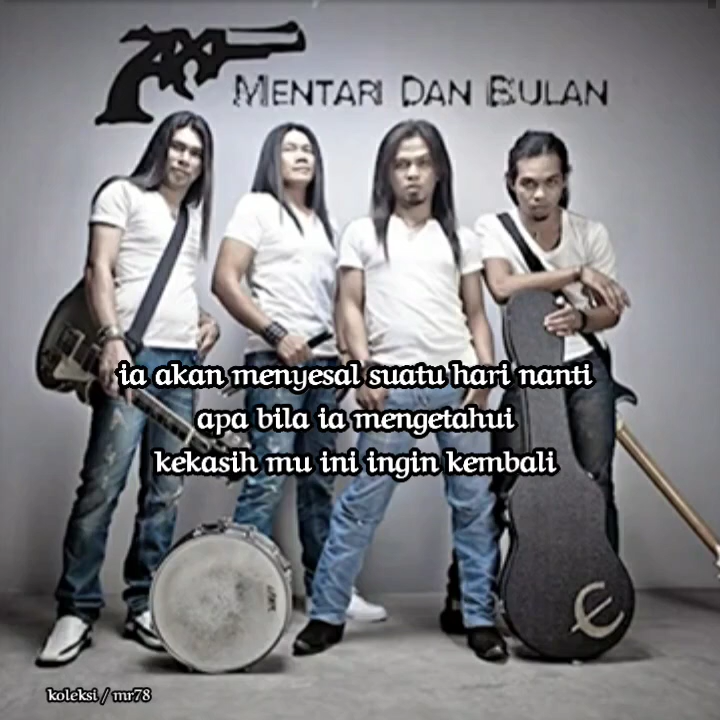 MENTARI DAN BULAN
ia akan menyesal suatu hari nanti
apa bila ia mengetahui
kekasih mu ini ingin kembali
koleksi / mr78